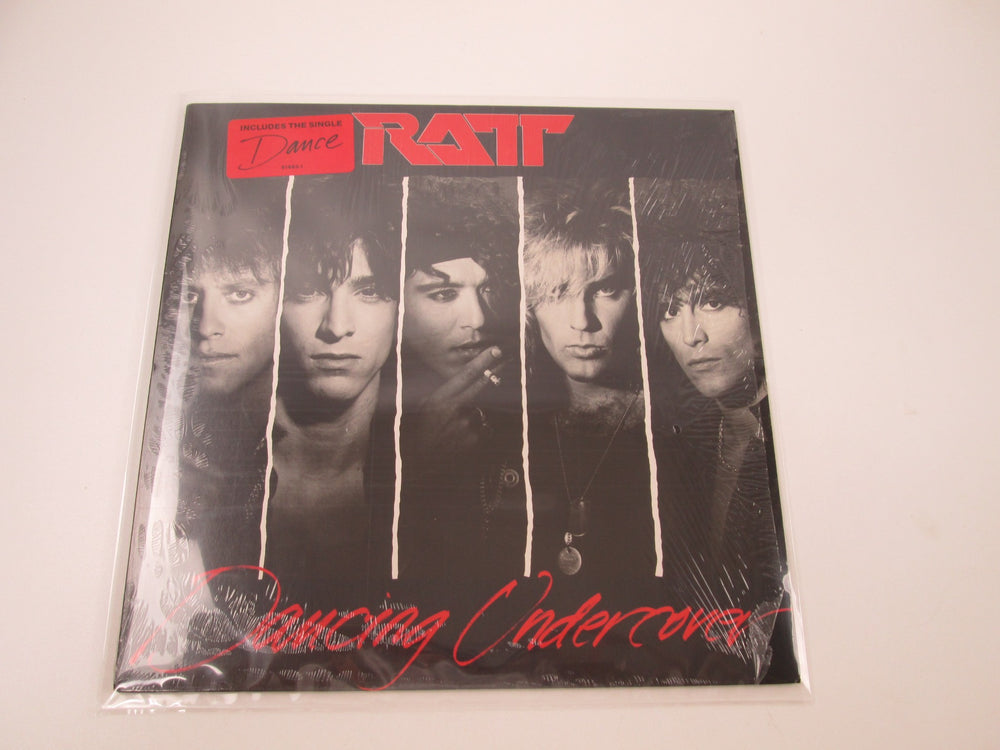 INCLUDES THE SINGLE
Dance
RATT
Dancing Undercover